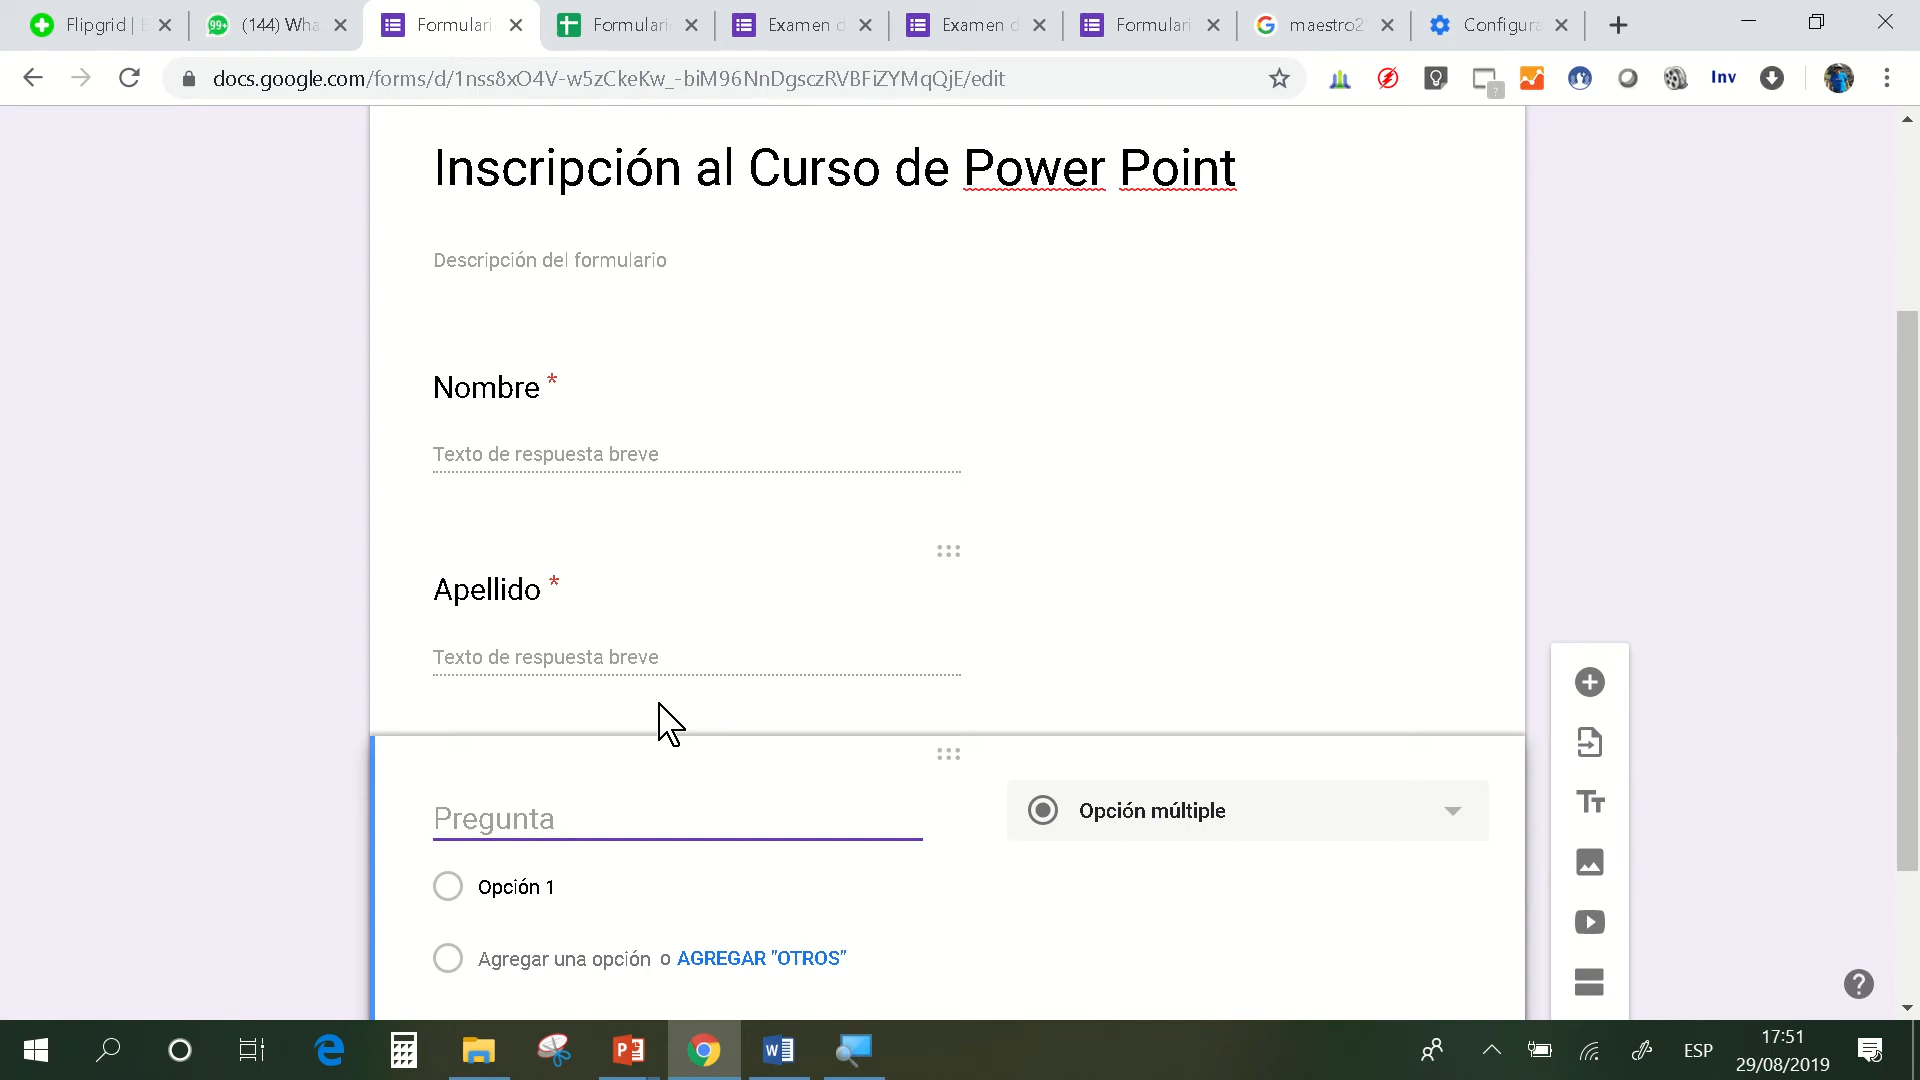 Flipgrid | E
(144) Wha
Formulari
Formulari
Examen d
Examen d
Formulari
maestro2
Configura
docs.google.com/forms/d/1nss8xO4V-w5zCkeKw_-biM96NnDgsczRVBFiZYMqQjE/edit
Inv
Inscripción al Curso de Power Point
Descripción del formulario
Nombre *
Texto de respuesta breve
Apellido *
Texto de respuesta breve
Pregunta
Opción múltiple
Opción 1
Agregar una opción o AGREGAR "OTROS"
ESP
17:51
29/08/2019